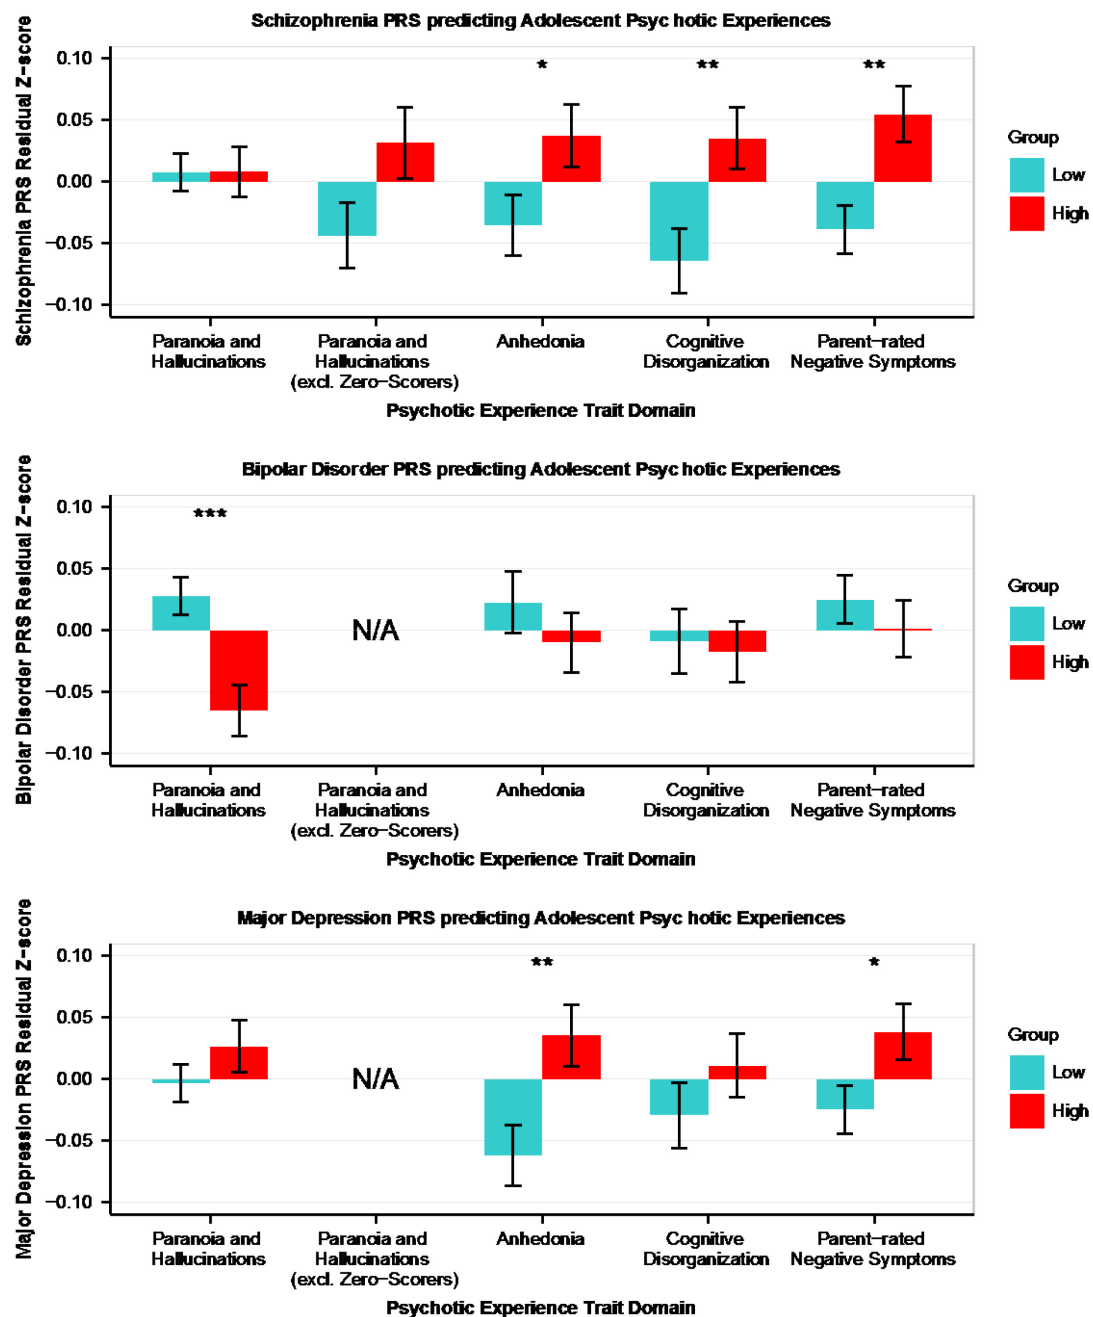 Schizophrenia PRS predicting Adolescent Psyc hotic Experiences
Schizophrenia PRS Residual Z-score
0.10
0.05
0.00
−0.05
−0.10
*
**
**
Paranoia and
Hallucinations
Paranoia and
Hallucinations
(excl. Zero−Scorers)
Anhedonia
Cognitive
Disorganization
Parent−rated
Negative Symptoms
Psychotic Experience Trait Domain
Group
Low
High
Bipolar Disorder PRS predicting Adolescent Psyc hotic Experiences
Bipolar Disorder PRS Residual Z-score
0.10
0.05
0.00
−0.05
−0.10
***
N/A
Paranoia and
Hallucinations
Paranoia and
Hallucinations
(excl. Zero−Scorers)
Anhedonia
Cognitive
Disorganization
Parent−rated
Negative Symptoms
Psychotic Experience Trait Domain
Group
Low
High
Major Depression PRS predicting Adolescent Psyc hotic Experiences
Major Depression PRS Residual Z-score
0.10
0.05
0.00
−0.05
−0.10
**
*
N/A
Paranoia and
Hallucinations
Paranoia and
Hallucinations
(excl. Zero−Scorers)
Anhedonia
Cognitive
Disorganization
Parent−rated
Negative Symptoms
Psychotic Experience Trait Domain
Group
Low
High